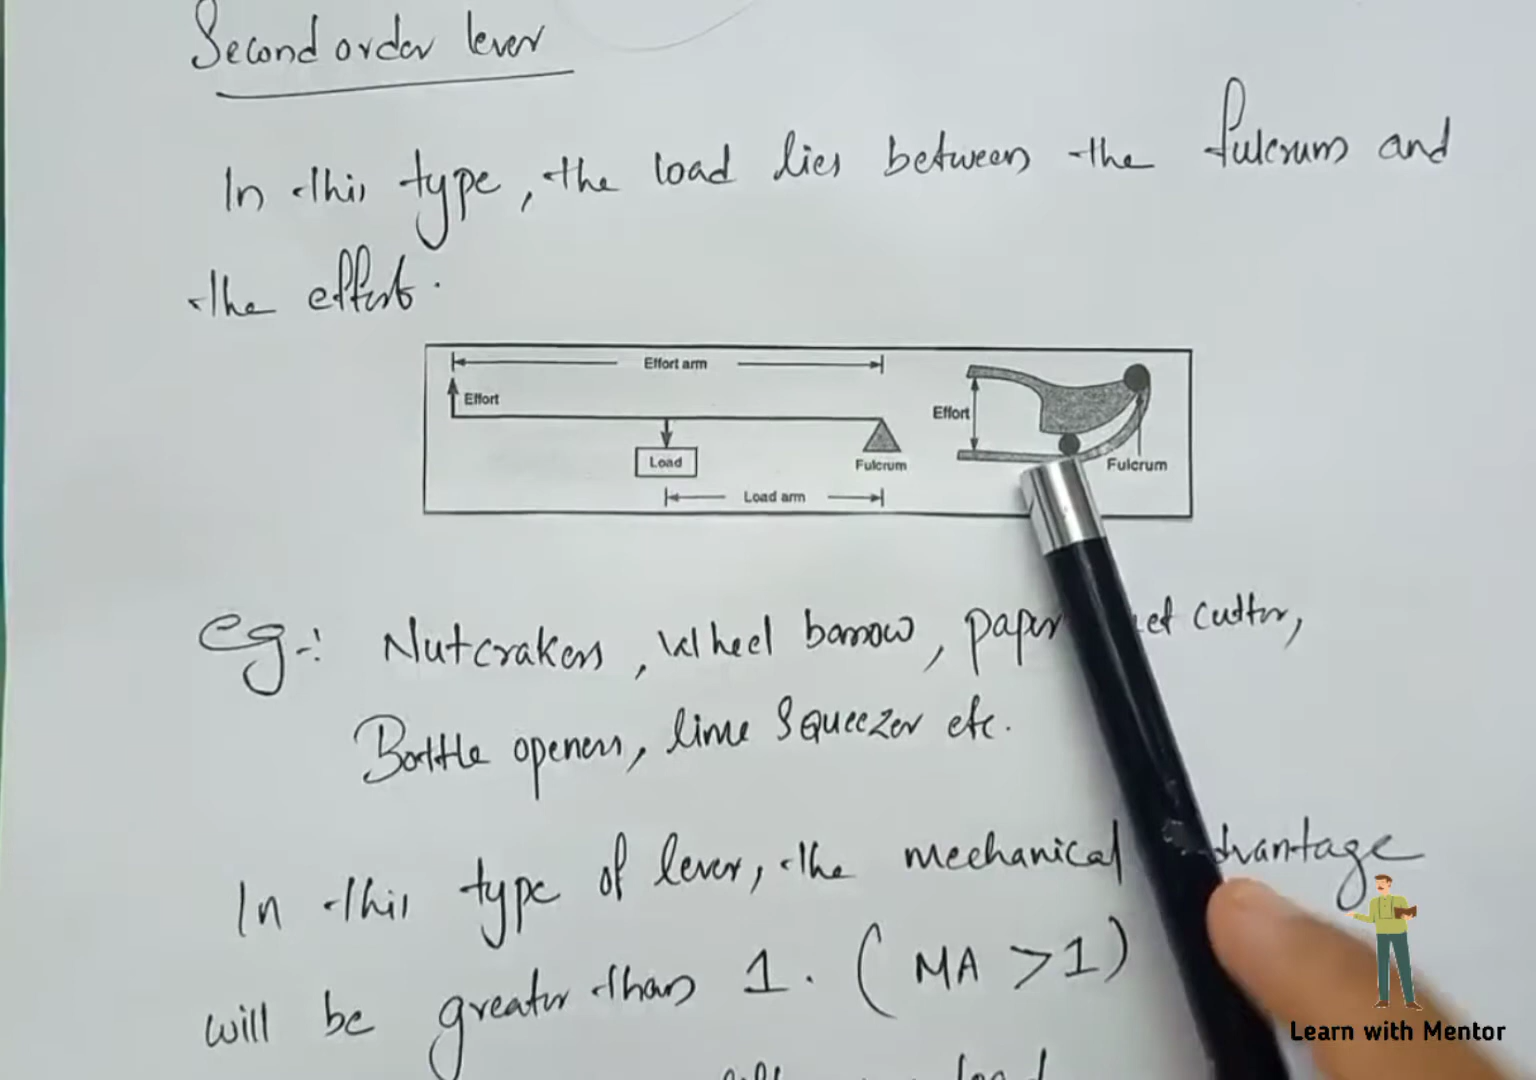 Second order lever
In this type, the load lies between the fulcrum and
the effort.
Effort arm
Effort
Effort
Load
Fulcrum
Fulcrum
Load arm
eg:- Nutcrakers, Wheel barrow, paper cutter,
Bottle openers, lime squeezer etc.
In this type of lever, the mechanical advantage
will be greater than 1. (MA >1)
load
Learn with Mentor